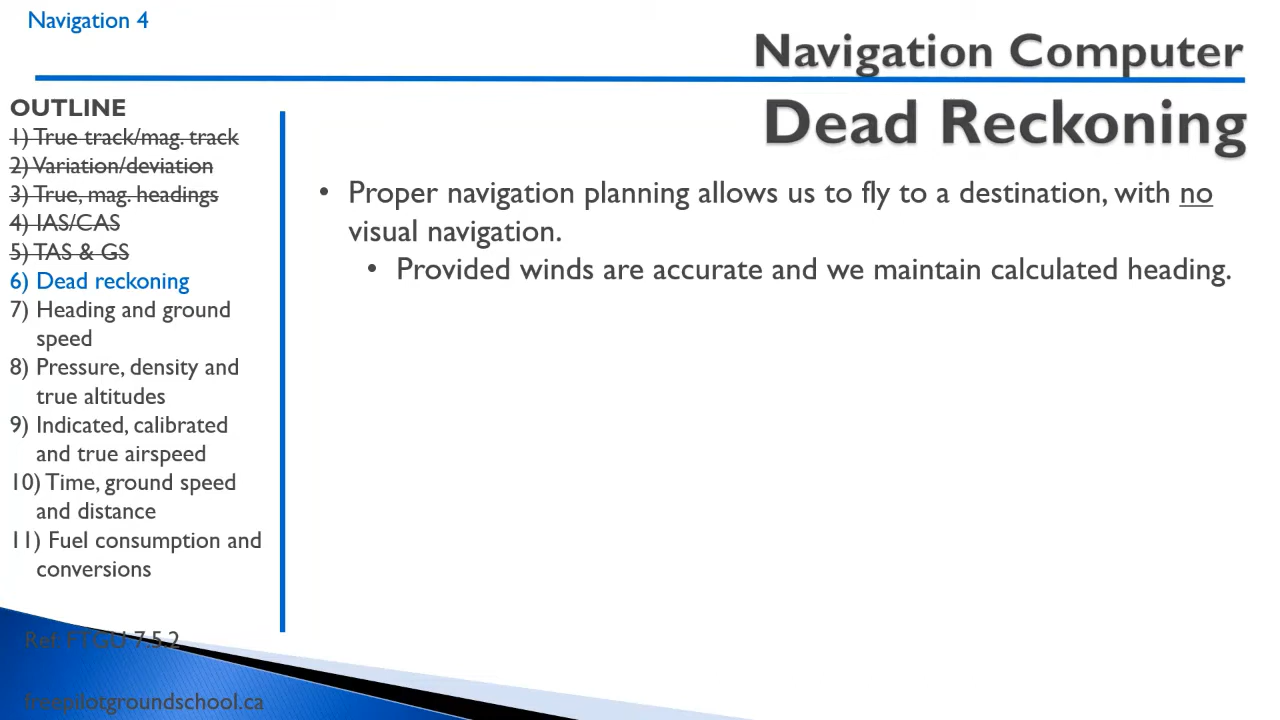 Navigation 4
Navigation Computer
OUTLINE
1) True track/mag. track
2) Variation/deviation
3) True, mag. headings
4) IAS/CAS
5) TAS & GS
6) Dead reckoning
7) Heading and ground
speed
8) Pressure, density and
true altitudes
9) Indicated, calibrated
and true airspeed
10) Time, ground speed
and distance
11) Fuel consumption and
conversions
Ref: FTGU 7.5.2
freepilotgroundschool.ca
Dead Reckoning
• Proper navigation planning allows us to fly to a destination, with no
visual navigation.
• Provided winds are accurate and we maintain calculated heading.